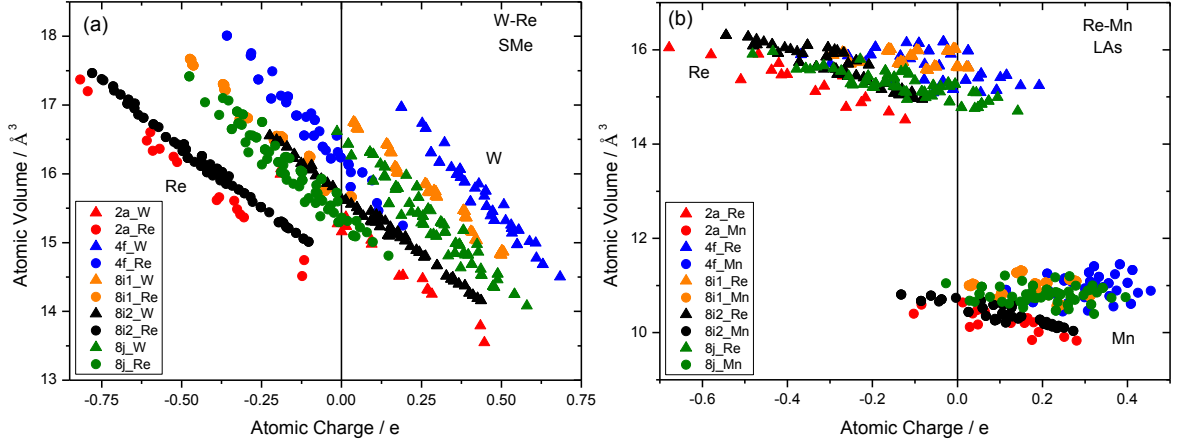 (a)
W-Re
SMe
Re
W
2a_W
2a_Re
4f_W
4f_Re
8i1_W
8i1_Re
8i2_W
8i2_Re
8j_W
8j_Re
18
17
16
15
14
13
-0.75
-0.50
-0.25
0.00
0.25
0.50
0.75
Atomic Volume / Å³
Atomic Charge / e
(b)
Re-Mn
LAs
Re
Mn
2a_Re
2a_Mn
4f_Re
4f_Mn
8i1_Re
8i1_Mn
8i2_Re
8i2_Mn
8j_Re
8j_Mn
16
14
12
10
-0.6
-0.4
-0.2
0.0
0.2
0.4
Atomic Volume / Å³
Atomic Charge / e